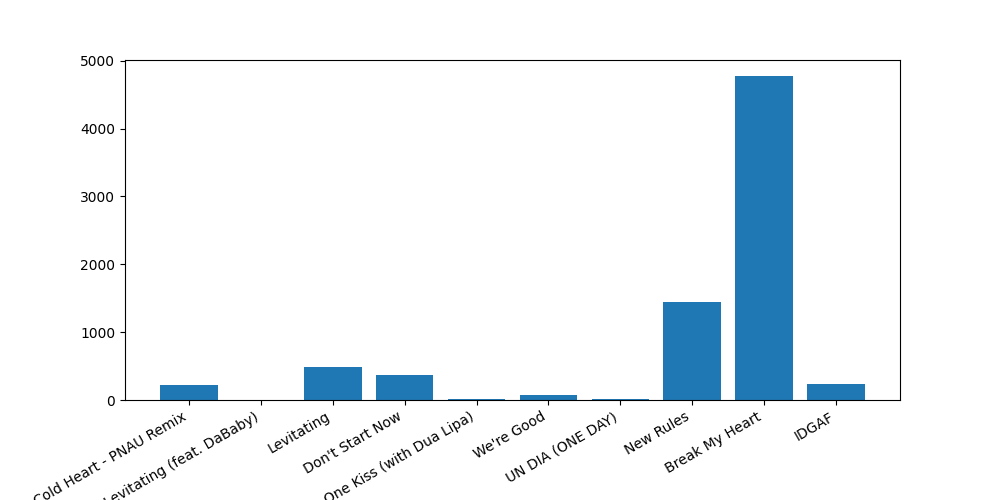 5000
4000
3000
2000
1000
0
Cold Heart - PNAU Remix
Levitating (feat. DaBaby)
Levitating
Don't Start Now
One Kiss (with Dua Lipa)
We're Good
UN DIA (ONE DAY)
New Rules
Break My Heart
IDGAF